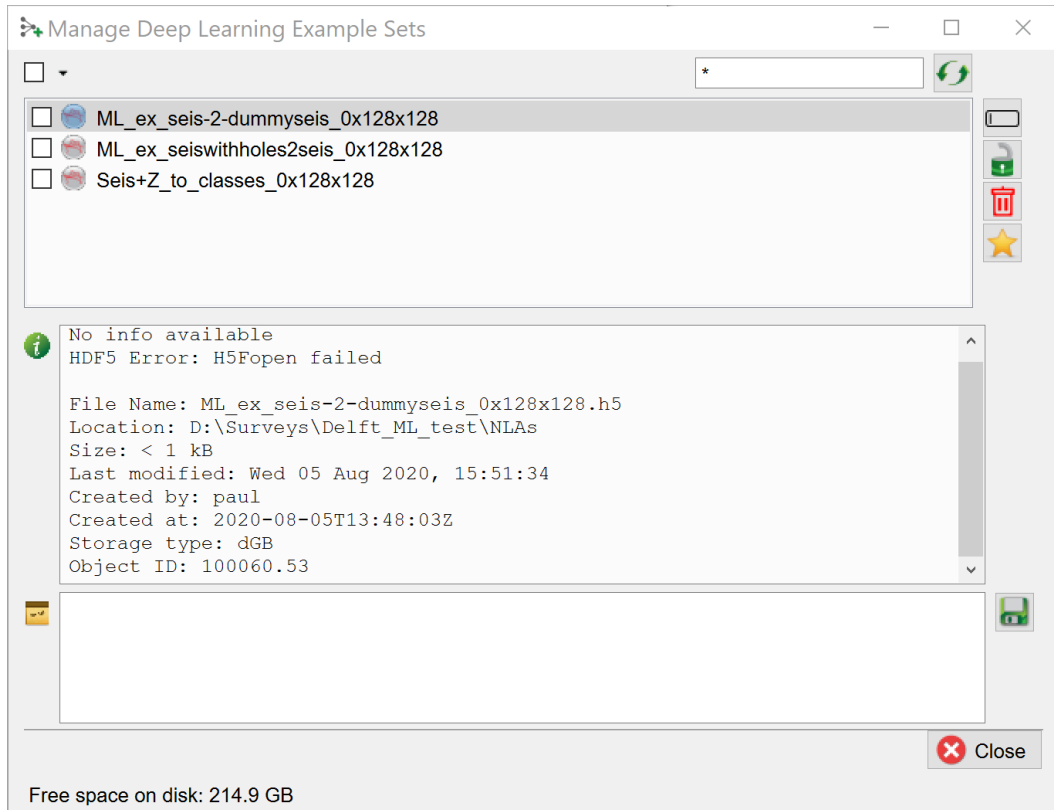 Manage Deep Learning Example Sets
*
ML_ex_seis-2-dummyseis_0x128x128
ML_ex_seiswithholes2seis_0x128x128
Seis+Z_to_classes_0x128x128
No info available
HDF5 Error: H5Fopen failed
File Name: ML_ex_seis-2-dummyseis_0x128x128.h5
Location: D:\Surveys\Delft_ML_test\NLAs
Size: < 1 kB
Last modified: Wed 05 Aug 2020, 15:51:34
Created by: paul
Created at: 2020-08-05T13:48:03Z
Storage type: dGB
Object ID: 100060.53
Close
Free space on disk: 214.9 GB